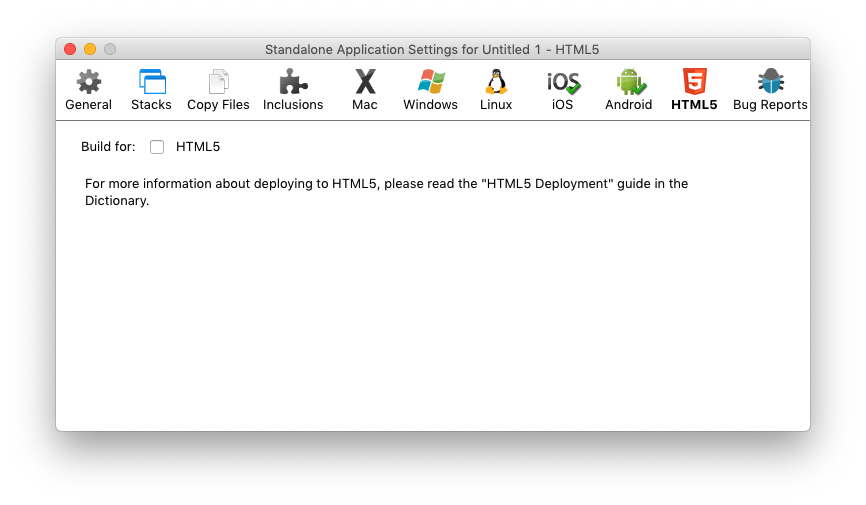 Standalone Application Settings for Untitled 1 - HTML5
iOS 5
General Stacks Copy Files Inclusions Mac Windows Linux iOS Android HTML5 Bug Reports
Build for: HTML5
For more information about deploying to HTML5, please read the "HTML5 Deployment" guide in the
Dictionary.